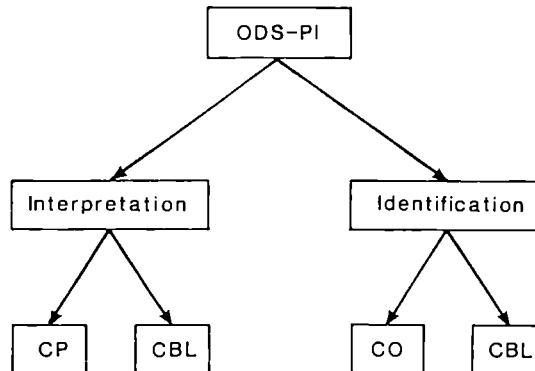 ODS-PI
Interpretation
Identification
CP
CBL
CO
CBL